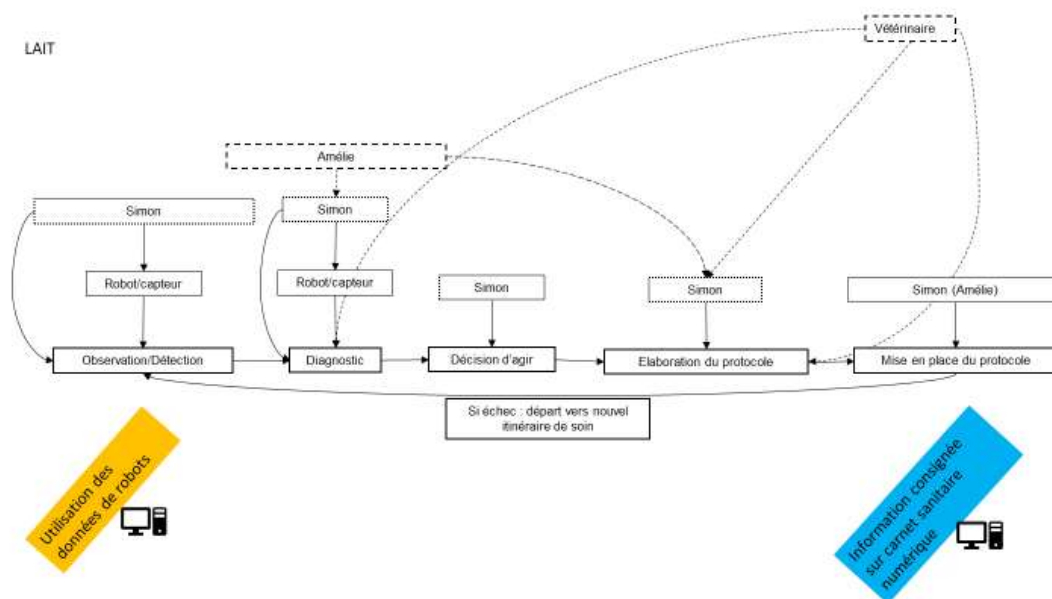 LAIT
Vétérinaire
Amélie
Simon
Simon
Robot/capteur
Robot/capteur
Simon
Simon
Simon (Amélie)
Observation/Détection
Diagnostic
Décision d'agir
Elaboration du protocole
Mise en place du protocole
Si échec : départ vers nouvel
itinéraire de soin
Utilisation des
données de robots
Information consignée
sur carnet sanitaire
numérique